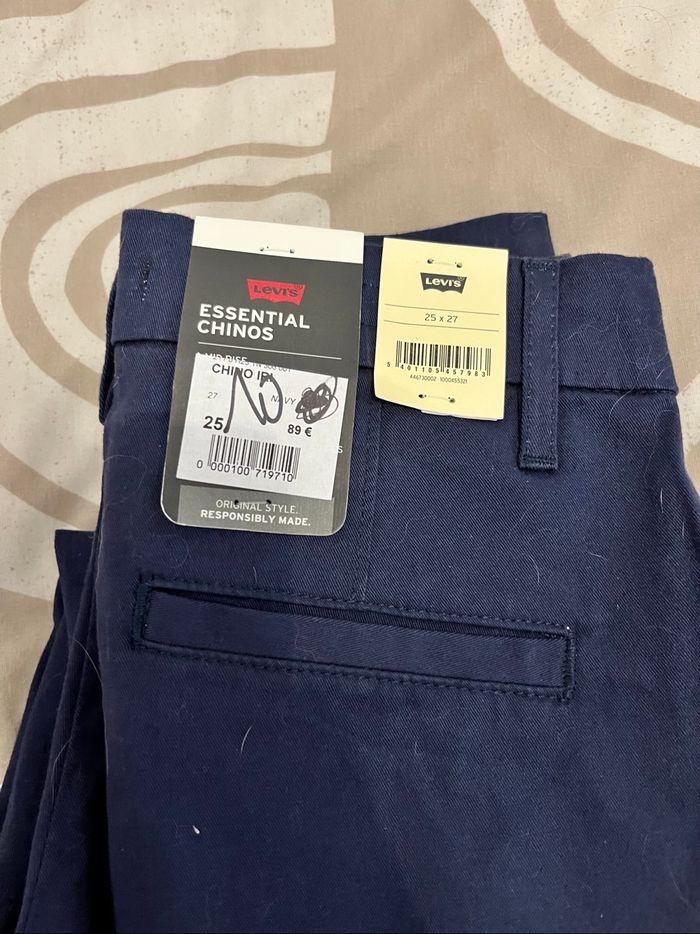 Levi's
ESSENTIAL
CHINOS
CHINO
27 NAVY
25 89 €
0 000100 719710
ORIGINAL STYLE.
RESPONSIBLY MADE.
Levi's
25 x 27
5 401105 457983
A46730002 1000455321